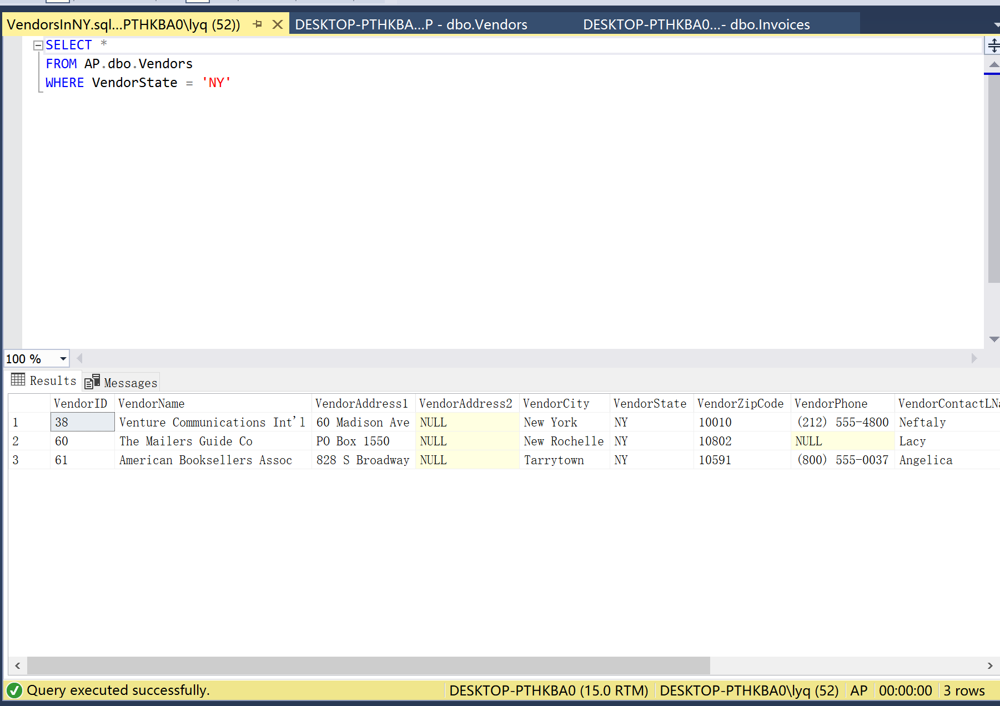 VendorsInNY.sql...PTHKBA0\lyq (52)) DESKTOP-PTHKBA...P - dbo.Vendors DESKTOP-PTHKBA0...- dbo.Invoices
SELECT *
FROM AP.dbo.Vendors
WHERE VendorState = 'NY'
100 %
Results Messages
VendorID VendorName VendorAddress1 VendorAddress2 VendorCity VendorState VendorZipCode VendorPhone VendorContactLNa
1 38 Venture Communications Int'l 60 Madison Ave NULL New York NY 10010 (212) 555-4800 Neftaly
2 60 The Mailers Guide Co PO Box 1550 NULL New Rochelle NY 10802 NULL Lacy
3 61 American Booksellers Assoc 828 S Broadway NULL Tarrytown NY 10591 (800) 555-0037 Angelica
Query executed successfully. DESKTOP-PTHKBA0 (15.0 RTM) DESKTOP-PTHKBA0\lyq (52) AP 00:00:00 3 rows